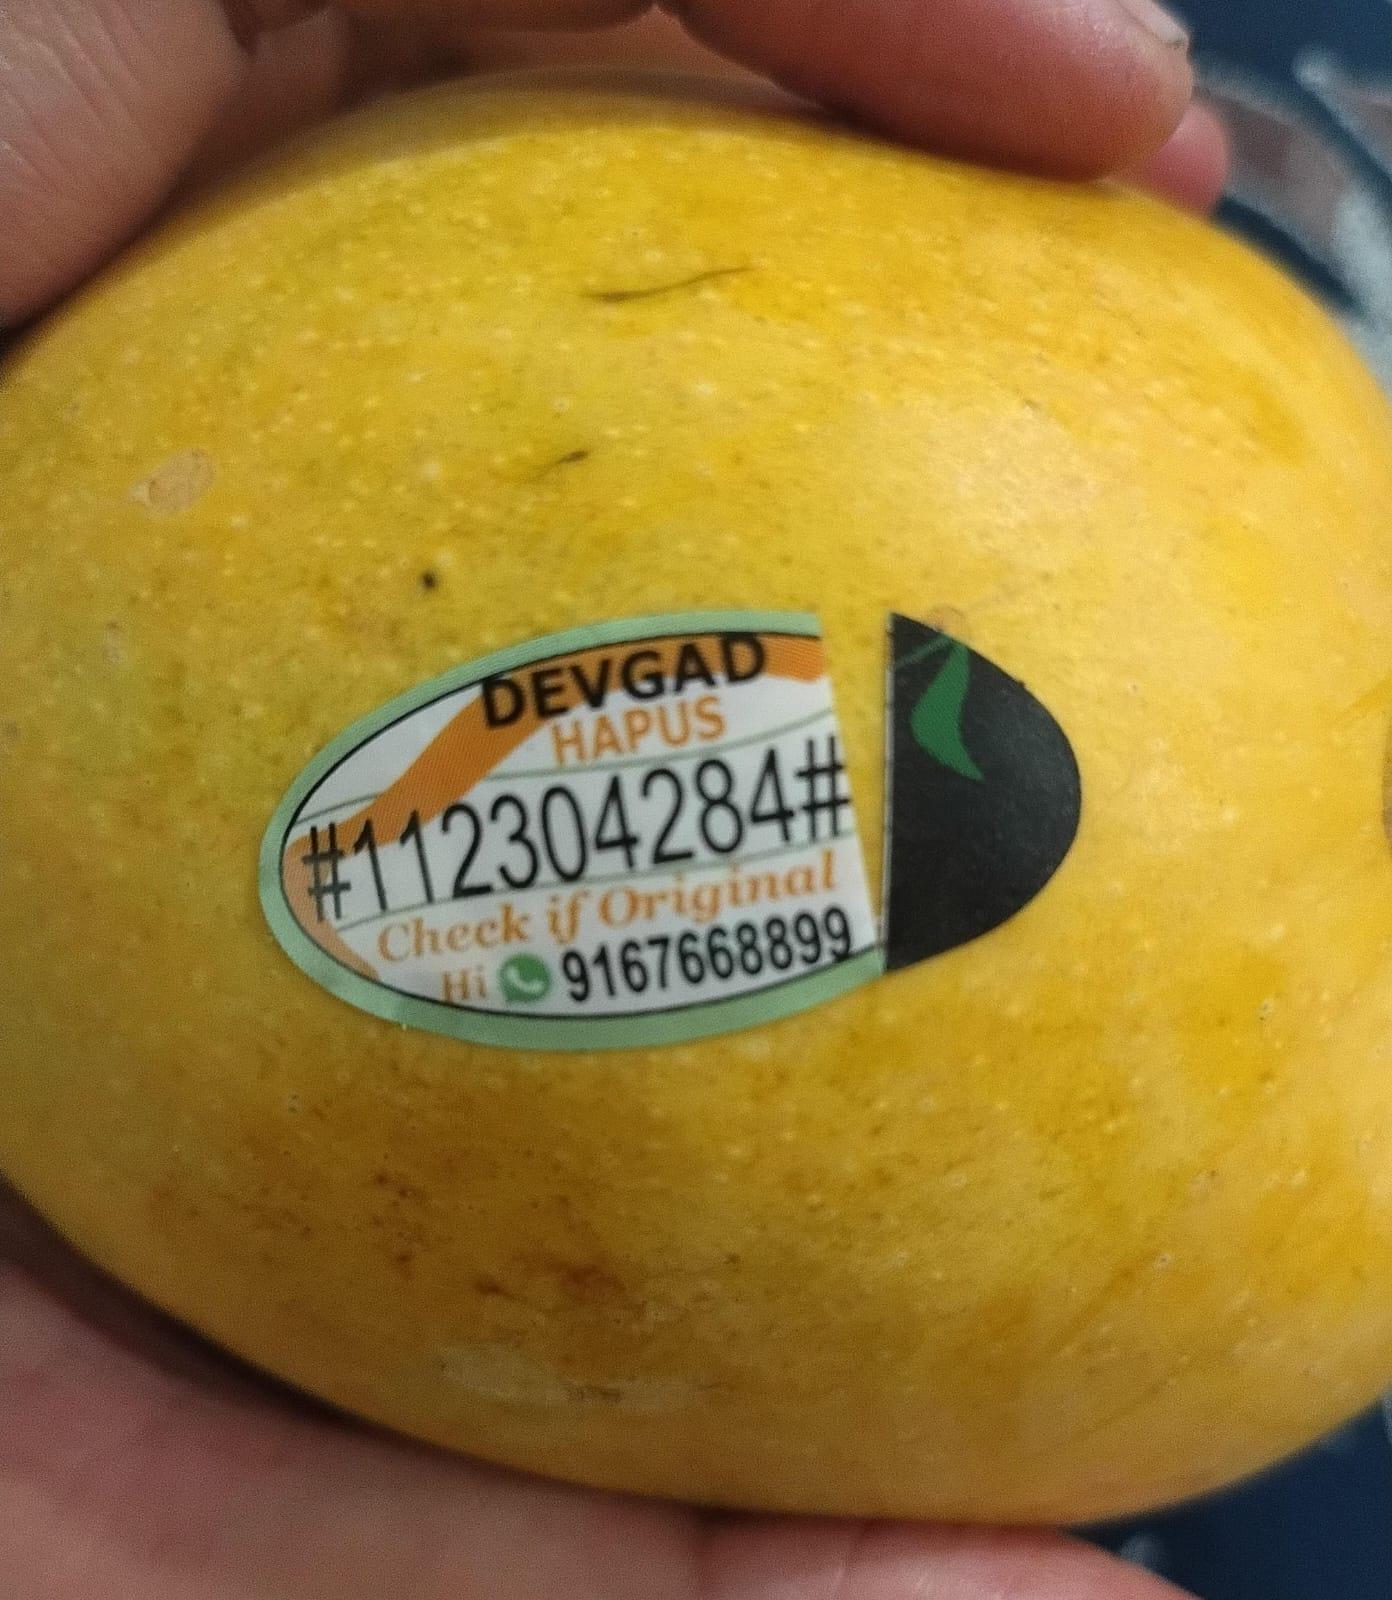 DEVGAD
HAPUS
#112304284#
Check if Original
Hi 9167668899